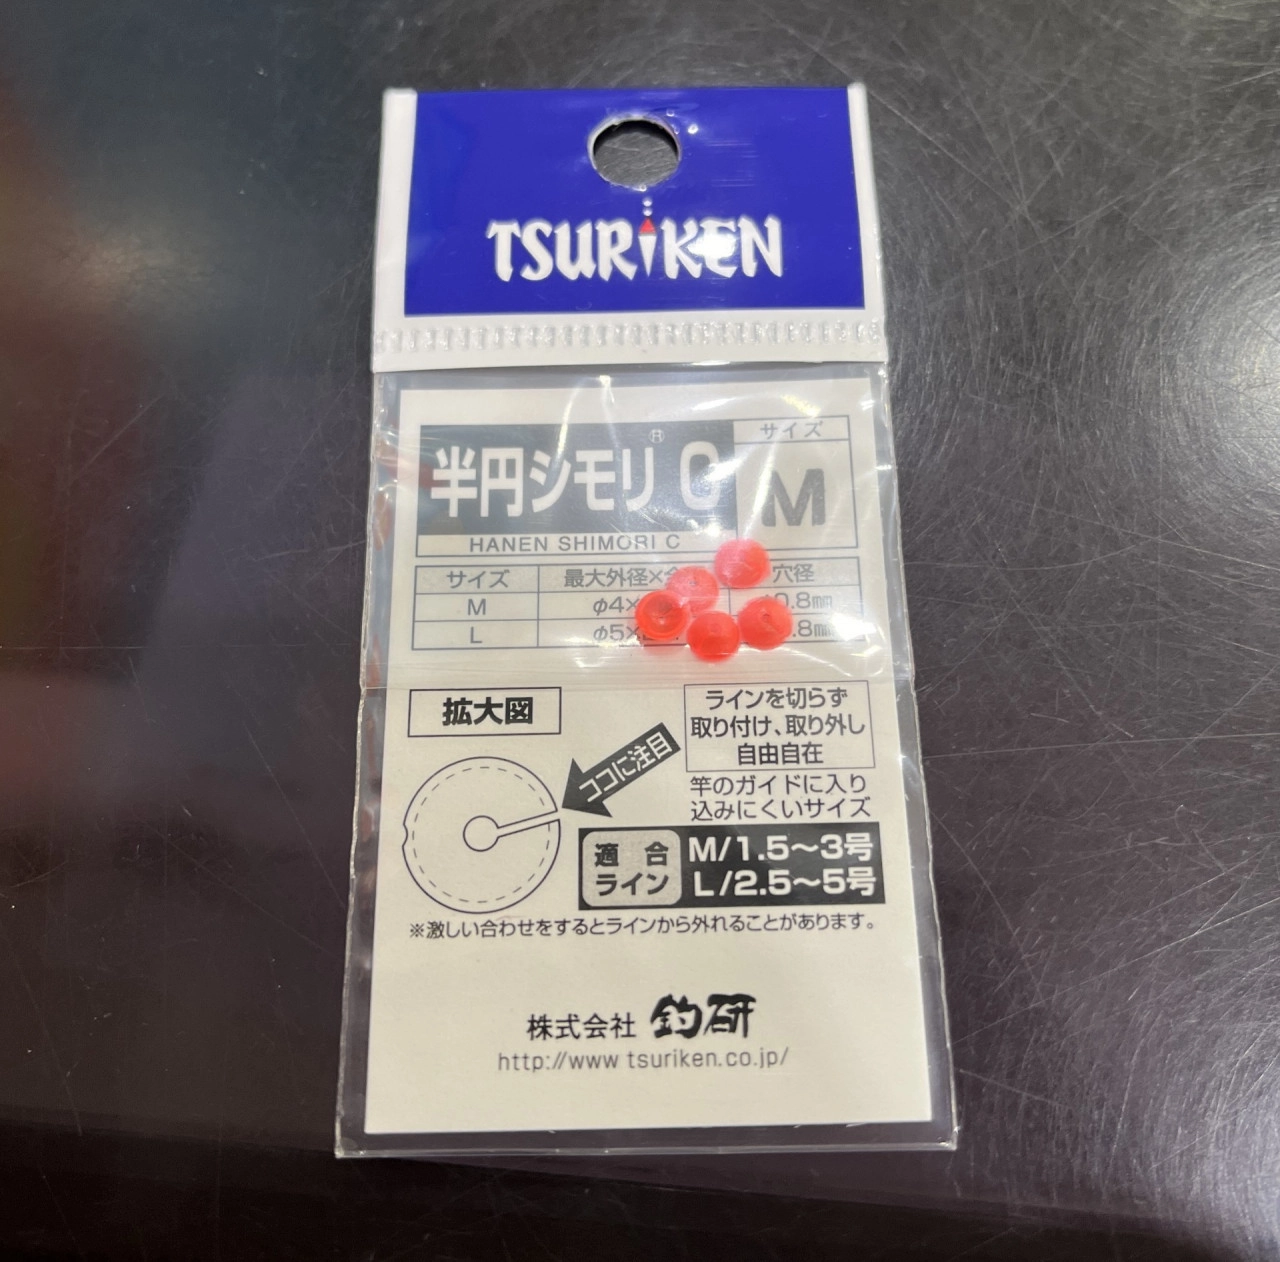 TSURIKEN
サイズ
半円シモリ® C
M
HANEN SHIMORI C
サイズ 最大外径× 穴径
M φ4× 0.8㎜
L φ5× .8㎜
拡大図
ラインを切らず
取り付け、取り外し
自由自在
ココに注目
竿のガイドに入り
込みにくいサイズ
適合
ライン
M/1.5〜3号
L/2.5〜5号
※激しい合わせをするとラインから外れることがあります。
株式会社 釣研
http://www.tsuriken.co.jp/